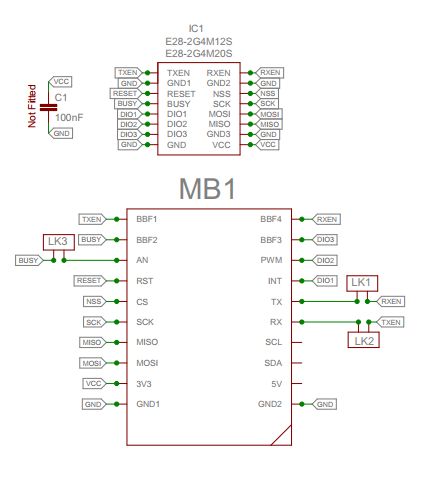 IC1
E28-2G4M12S
E28-2G4M20S
TXEN TXEN RXEN RXEN
GND GND1 GND2 GND
RESET RESET NSS NSS
BUSY BUSY SCK SCK
DIO1 DIO1 MOSI MOSI
DIO2 DIO2 MISO MISO
DIO3 DIO3 GND3 GND
GND GND VCC VCC
VCC
Not Fitted
C1
100nF
GND
MB1
TXEN BBF1 BBF4 RXEN
BUSY BBF2 BBF3 DIO3
LK3
BUSY AN PWM DIO2
RESET RST INT DIO1
LK1
NSS CS TX RXEN
SCK SCK RX TXEN
LK2
MISO MISO SCL
MOSI MOSI SDA
VCC 3V3 5V
GND GND1 GND2 GND